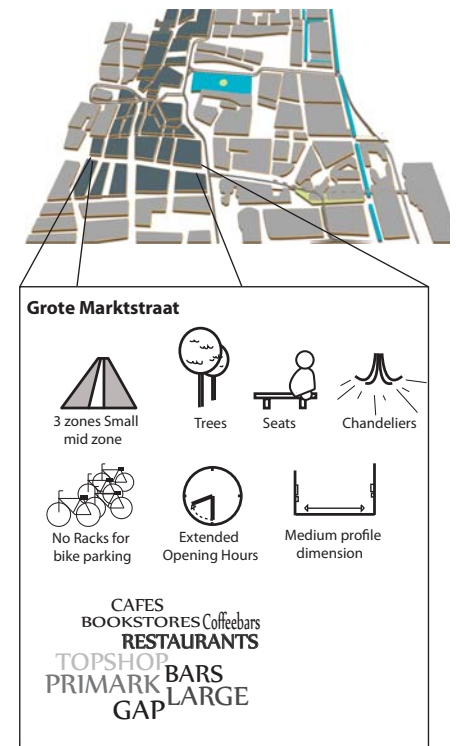 Grote Marktstraat
3 zones Small
mid zone
Trees
Seats
Chandeliers
No Racks for
bike parking
Extended
Opening Hours
Medium profile
dimension
CAFES
BOOKSTORES Coffeebars
RESTAURANTS
TOPSHOP
BARS
PRIMARK
LARGE
GAP